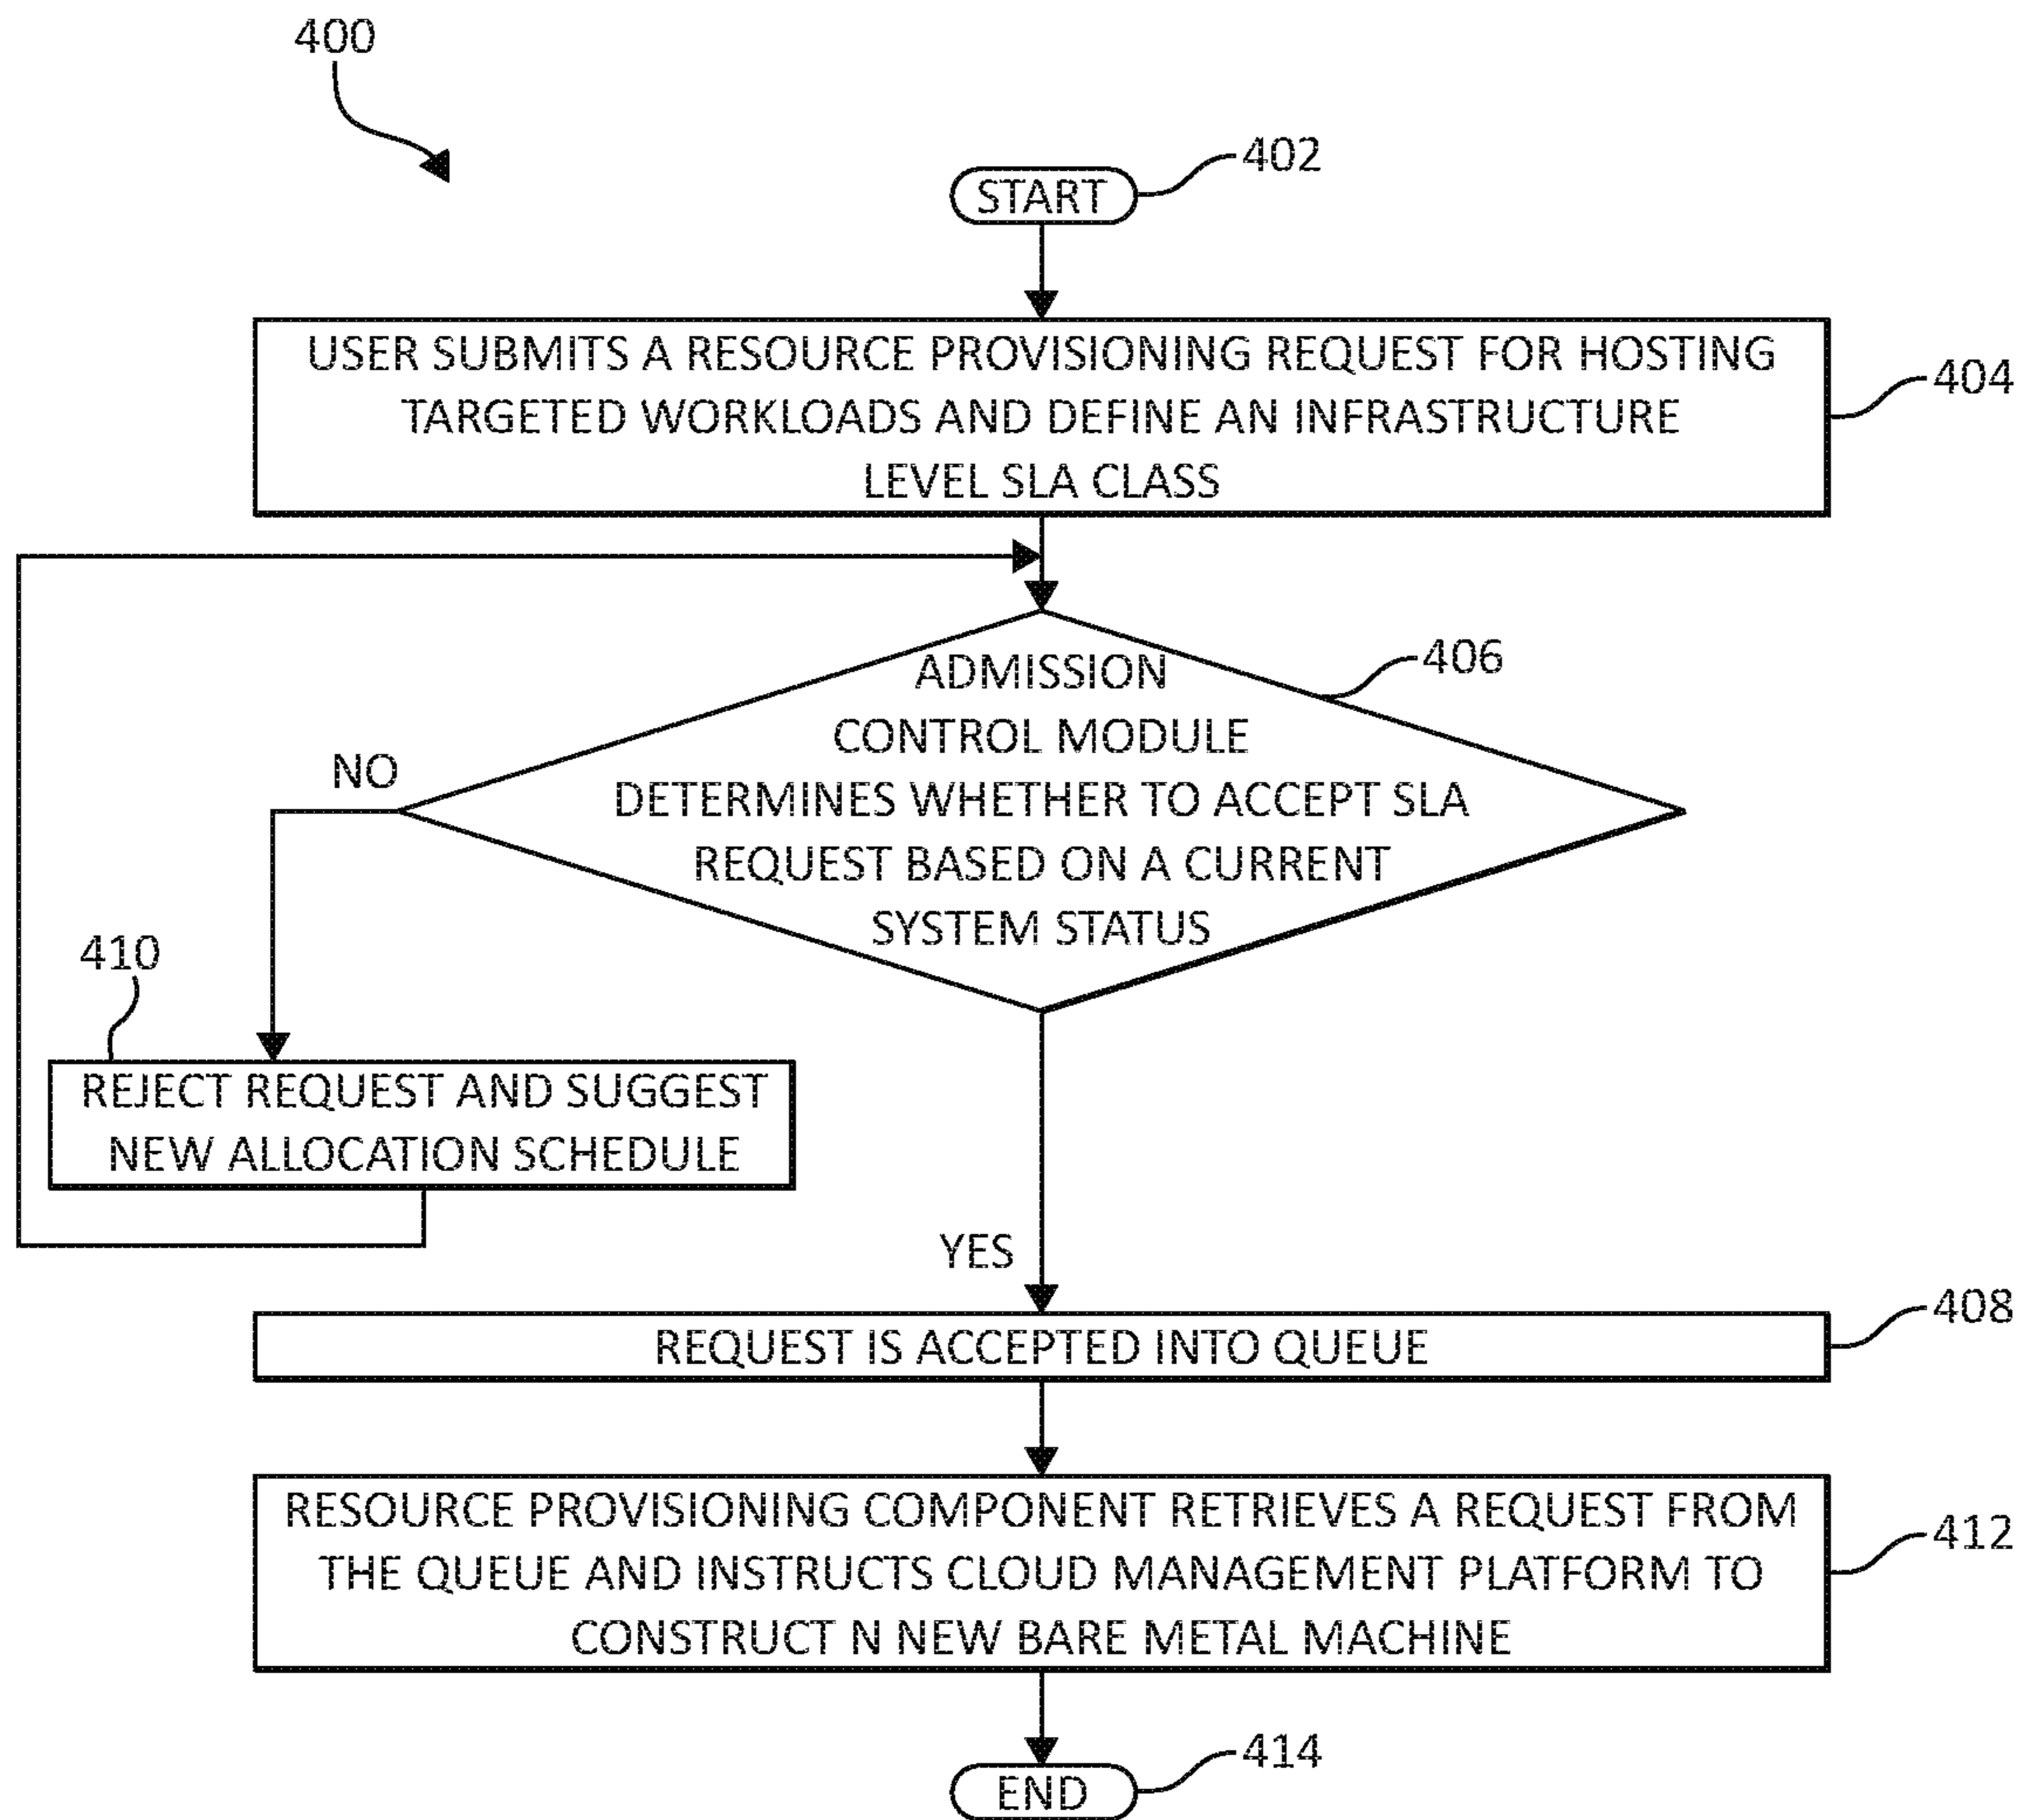 400
START
402
USER SUBMITS A RESOURCE PROVISIONING REQUEST FOR HOSTING
TARGETED WORKLOADS AND DEFINE AN INFRASTRUCTURE
LEVEL SLA CLASS
404
ADMISSION
CONTROL MODULE
DETERMINES WHETHER TO ACCEPT SLA
REQUEST BASED ON A CURRENT
SYSTEM STATUS
406
NO
410
REJECT REQUEST AND SUGGEST
NEW ALLOCATION SCHEDULE
YES
REQUEST IS ACCEPTED INTO QUEUE
408
RESOURCE PROVISIONING COMPONENT RETRIEVES A REQUEST FROM
THE QUEUE AND INSTRUCTS CLOUD MANAGEMENT PLATFORM TO
CONSTRUCT N NEW BARE METAL MACHINE
412
END
414